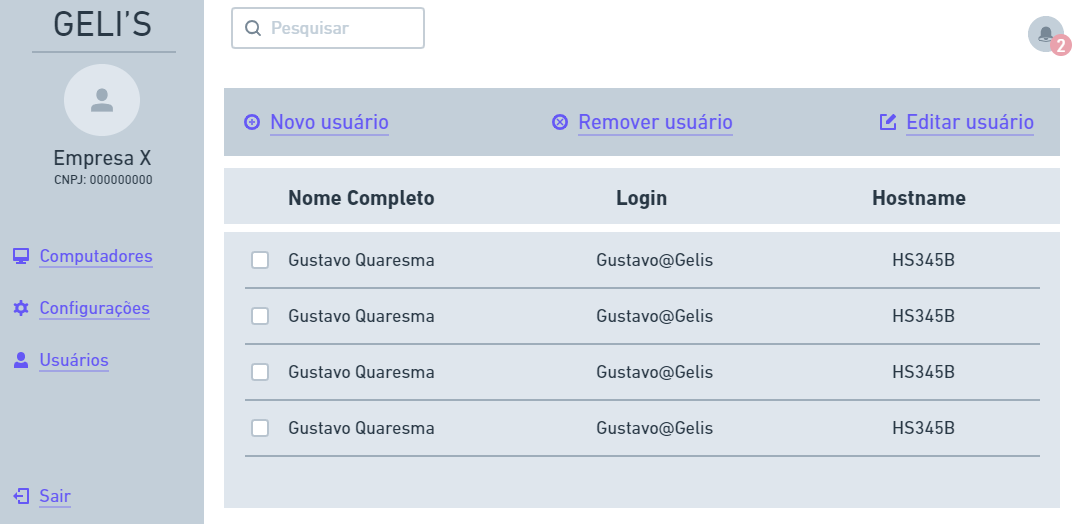 GELI'S
Empresa X
CNPJ: 000000000
Computadores
Configurações
Usuários
Sair
Pesquisar
2
Novo usuário Remover usuário Editar usuário
Nome Completo Login Hostname
Gustavo Quaresma Gustavo@Gelis HS345B
Gustavo Quaresma Gustavo@Gelis HS345B
Gustavo Quaresma Gustavo@Gelis HS345B
Gustavo Quaresma Gustavo@Gelis HS345B